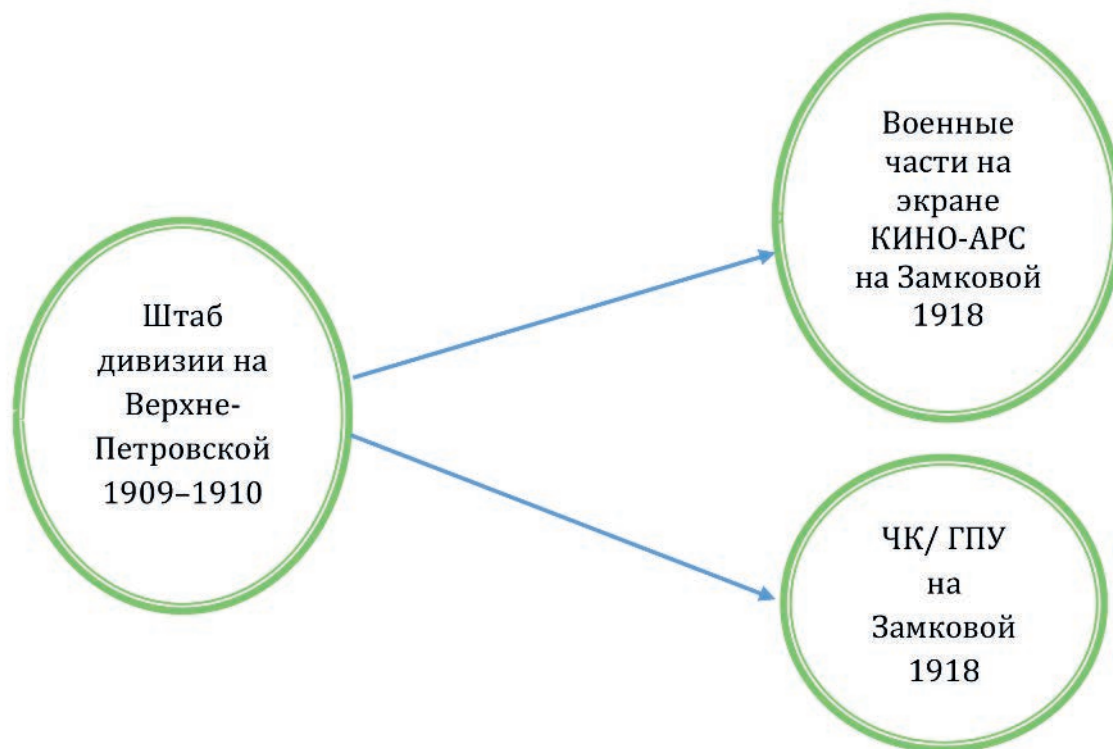 Штаб
дивизии на
Верхне-
Петровской
1909–1910
Военные
части на
экране
КИНО-АРС
на Замковой
1918
ЧК/ ГПУ
на
Замковой
1918